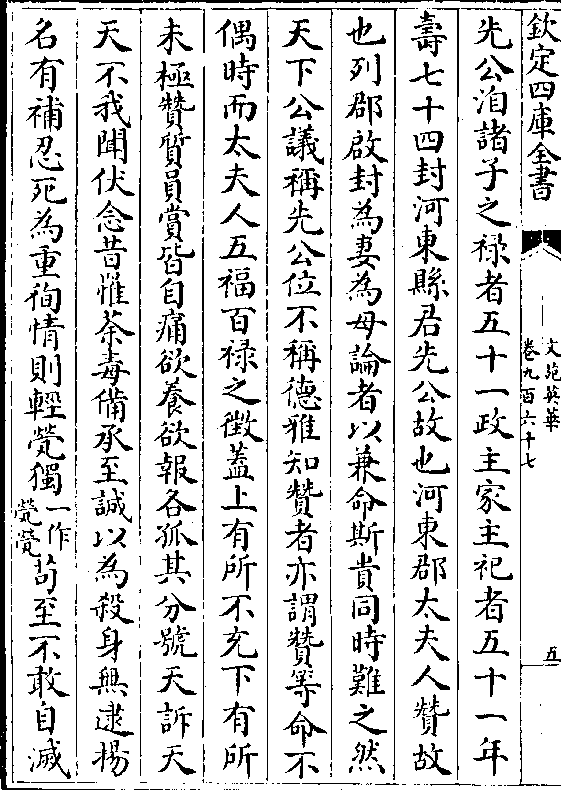 欽定四庫全書
文苑英華
卷九百六十七
五
先公洎諸子之祿者五十一政主家主祀者五十一年
壽七十四封河東縣君先公故也河東郡太夫人贊故
也列郡啟封為妻為母論者以兼命斯貴同時難之然
天下公議稱先公位不稱德雅知贊者亦謂贊等命不
偶時而太夫人五福百祿之徵蓋上有所不充下有所
未極贊質員賞皆自痛欲養欲報各孤其分號天訴天
天不我聞伏念昔罹荼毒備承至誠以為殺身無逮揚
名有補忍死為重徇情則輕煢獨一作煢煢苟至不敢自滅